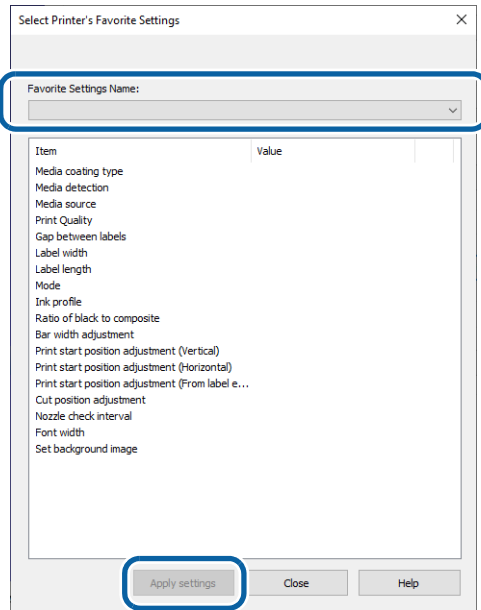 Select Printer's Favorite Settings
Favorite Settings Name:
Item Value
Media coating type
Media detection
Media source
Print Quality
Gap between labels
Label width
Label length
Mode
Ink profile
Ratio of black to composite
Bar width adjustment
Print start position adjustment (Vertical)
Print start position adjustment (Horizontal)
Print start position adjustment (From label e...
Cut position adjustment
Nozzle check interval
Font width
Set background image
Apply settings Close Help